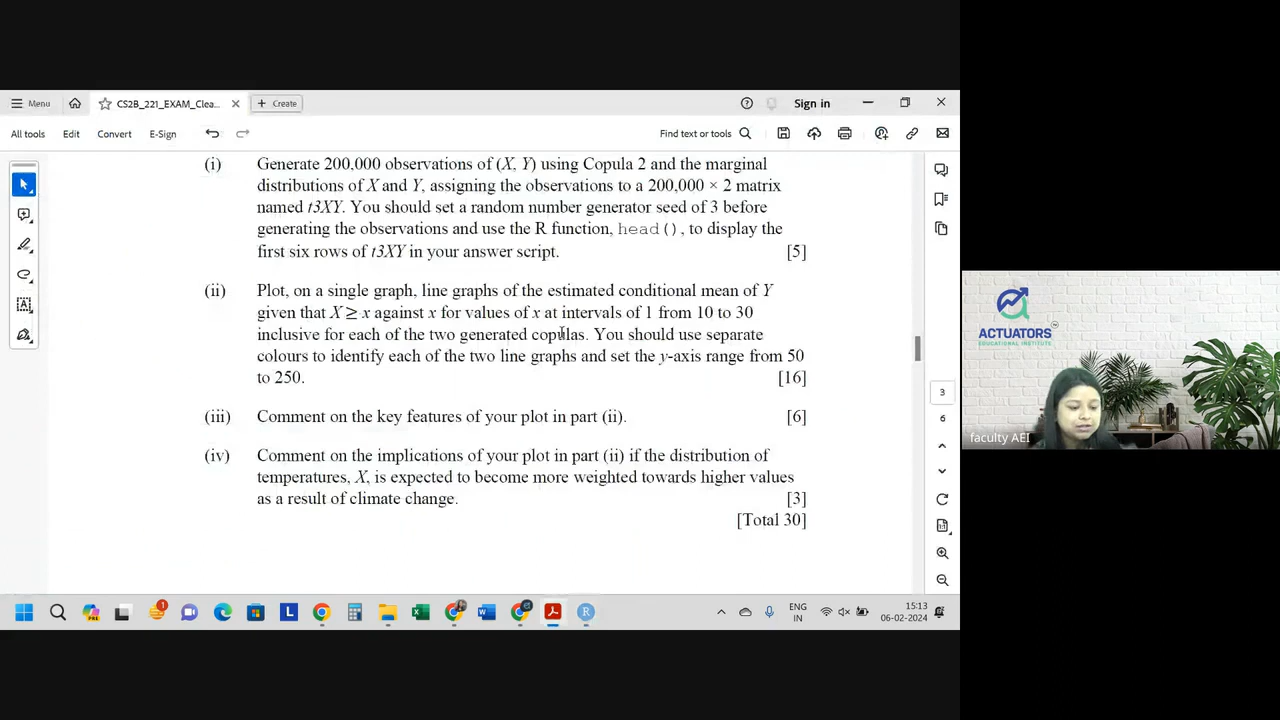 Menu
CS2B_221_EXAM_Clea...
Create
Sign in
All tools
Edit
Convert
E-Sign
Find text or tools
(i) Generate 200,000 observations of (X, Y) using Copula 2 and the marginal
distributions of X and Y, assigning the observations to a 200,000 × 2 matrix
named t3XY. You should set a random number generator seed of 3 before
generating the observations and use the R function, head(), to display the
first six rows of t3XY in your answer script. [5]
(ii) Plot, on a single graph, line graphs of the estimated conditional mean of Y
given that X ≥ x against x for values of x at intervals of 1 from 10 to 30
inclusive for each of the two generated copulas. You should use separate
colours to identify each of the two line graphs and set the y-axis range from 50
to 250. [16]
(iii) Comment on the key features of your plot in part (ii). [6]
(iv) Comment on the implications of your plot in part (ii) if the distribution of
temperatures, X, is expected to become more weighted towards higher values
as a result of climate change. [3]
[Total 30]
3
6
ACTUATORS
EDUCATIONAL INSTITUTE
faculty AEI
PRE
1
L
R
ENG
IN
15:13
06-02-2024